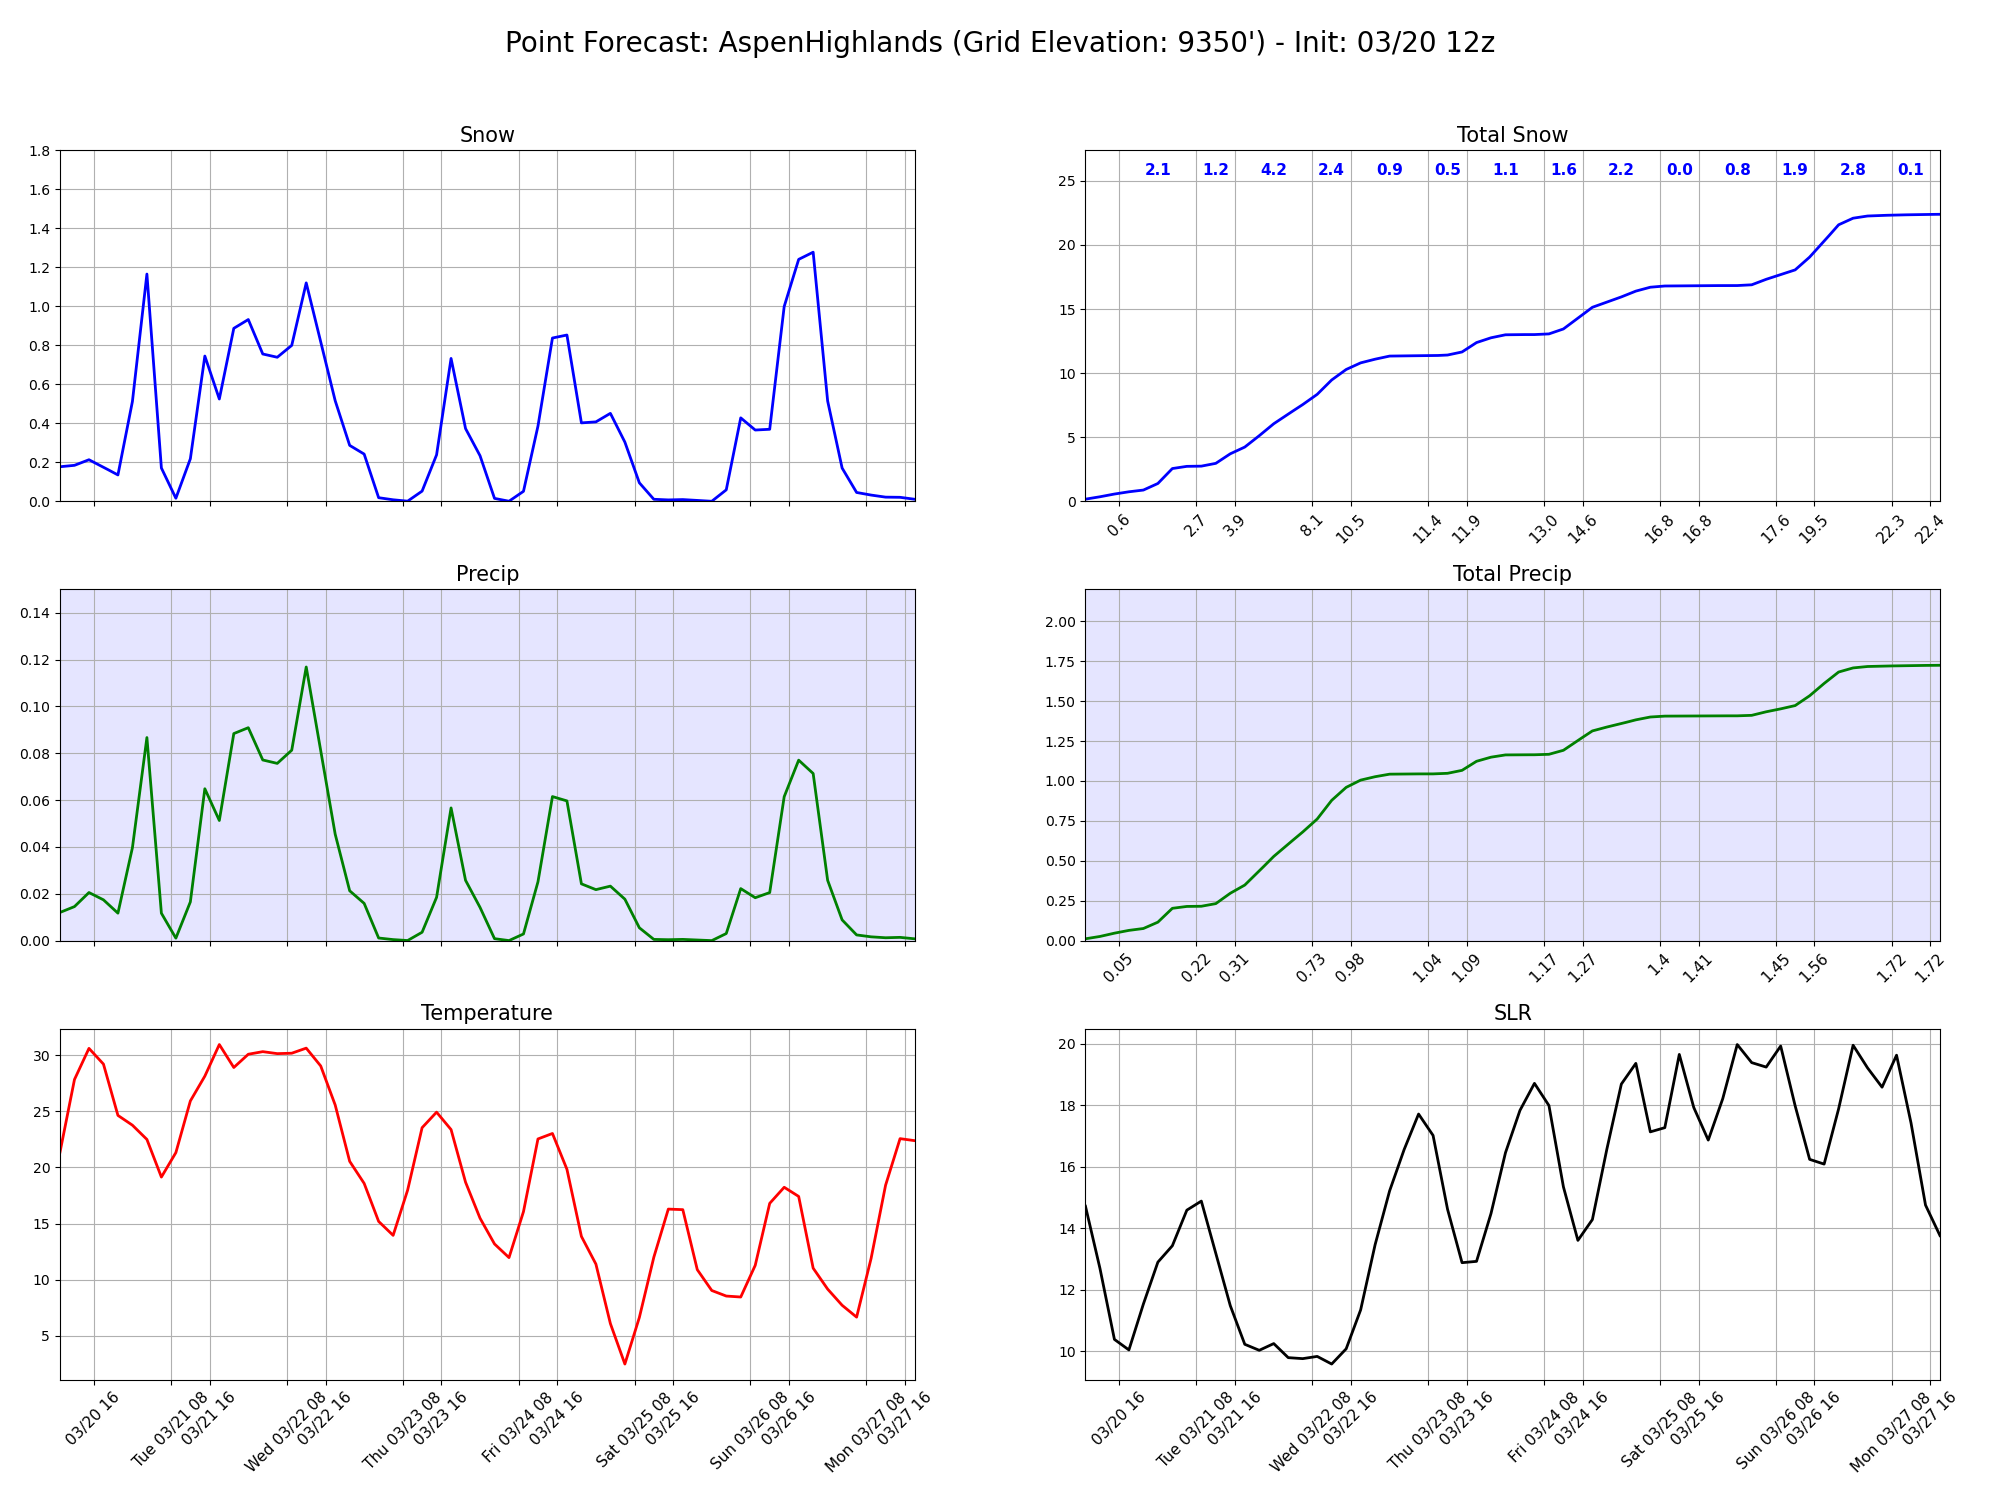 Point Forecast: AspenHighlands (Grid Elevation: 9350') - Init: 03/20 12z
Snow
1.8
1.6
1.4
1.2
1.0
0.8
0.6
0.4
0.2
0.0
Total Snow
2.1 1.2 4.2 2.4 0.9 0.5 1.1 1.6 2.2 0.0 0.8 1.9 2.8 0.1
25
20
15
10
5
0
0.6 2.7 3.9 8.1 10.5 11.4 11.9 13.0 14.6 16.8 16.8 17.6 19.5 22.3 22.4
Precip
0.14
0.12
0.10
0.08
0.06
0.04
0.02
0.00
Total Precip
2.00
1.75
1.50
1.25
1.00
0.75
0.50
0.25
0.00
0.05 0.22 0.31 0.73 0.98 1.04 1.09 1.17 1.27 1.4 1.41 1.45 1.56 1.72 1.72
Temperature
30
25
20
15
10
5
03/20 16
Tue 03/21 08
03/21 16
Wed 03/22 08
03/22 16
Thu 03/23 08
03/23 16
Fri 03/24 08
03/24 16
Sat 03/25 08
03/25 16
Sun 03/26 08
03/26 16
Mon 03/27 08
03/27 16
SLR
20
18
16
14
12
10
03/20 16
Tue 03/21 08
03/21 16
Wed 03/22 08
03/22 16
Thu 03/23 08
03/23 16
Fri 03/24 08
03/24 16
Sat 03/25 08
03/25 16
Sun 03/26 08
03/26 16
Mon 03/27 08
03/27 16